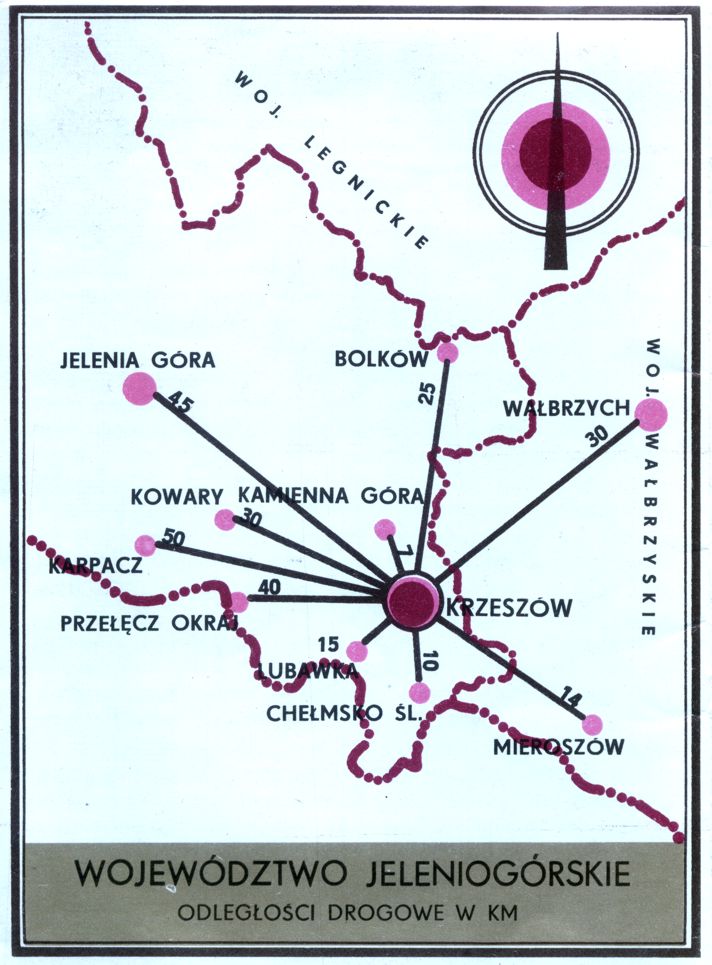 WOJ. LEGNICKIE
JELENIA GÓRA
45
BOLKÓW
25
WAŁBRZYCH
30
WOJ. WAŁBRZYSKIE
KOWARY
30
KAMIENNA GÓRA
7
KARPACZ
50
PRZEŁĘCZ OKRAJ
40
KRZESZÓW
LUBAWKA
15
CHEŁMSKO ŚL.
10
MIEROSZÓW
14
WOJEWÓDZTWO JELENIOGÓRSKIE
ODLEGŁOŚCI DROGOWE W KM